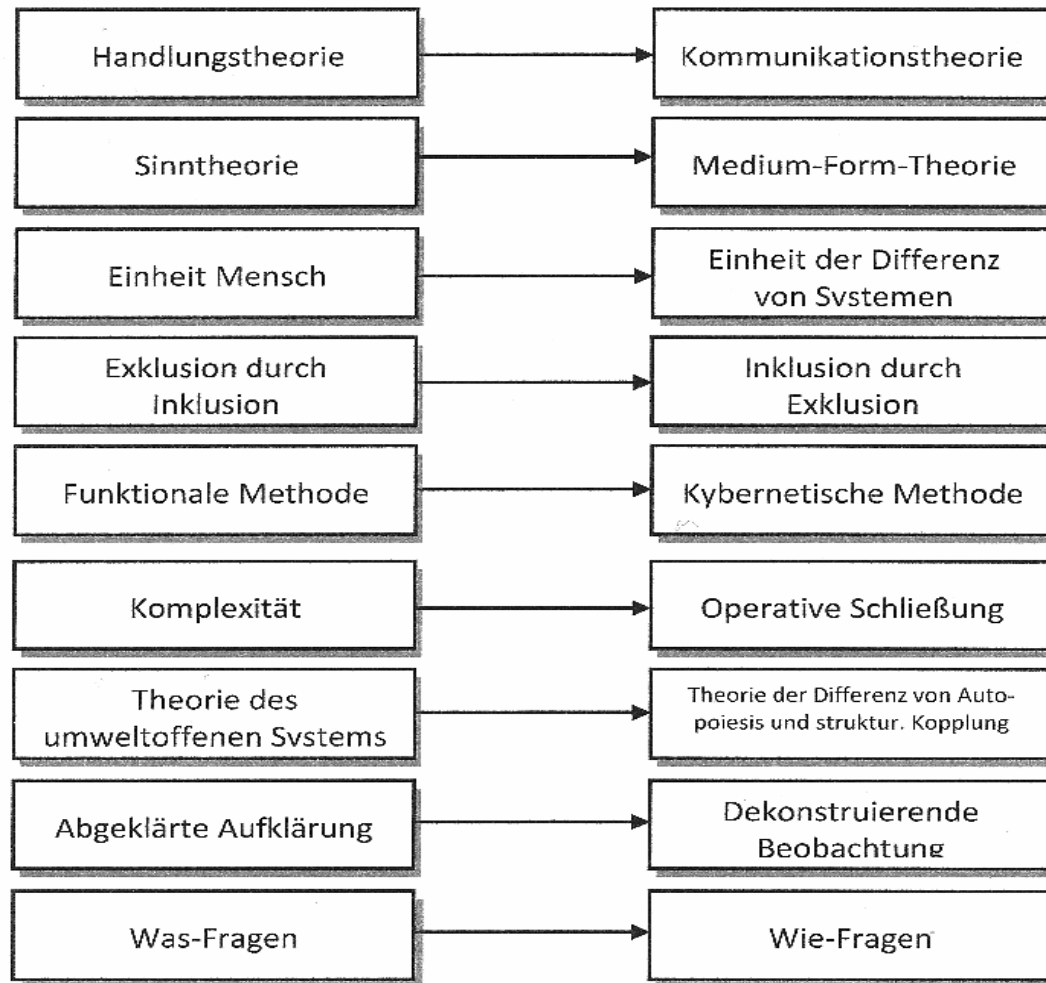 Handlungstheorie
Kommunikationstheorie
Sinntheorie
Medium-Form-Theorie
Einheit Mensch
Einheit der Differenz
von Systemen
Exklusion durch
Inklusion
Inklusion durch
Exklusion
Funktionale Methode
Kybernetische Methode
Komplexität
Operative Schließung
Theorie des
umweltoffenen Systems
Theorie der Differenz von Auto-
poiesis und struktur. Kopplung
Abgeklärte Aufklärung
Dekonstruierende
Beobachtung
Was-Fragen
Wie-Fragen